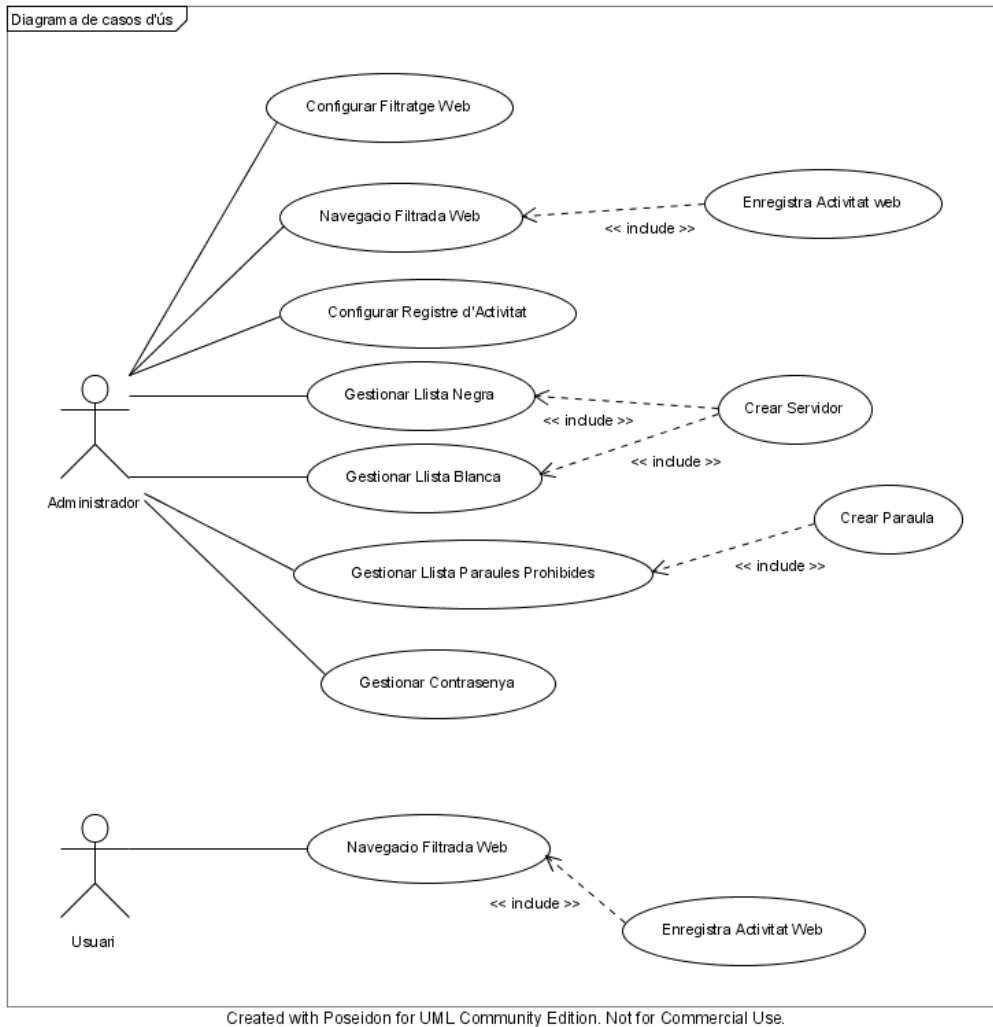 Diagrama de casos d'ús
Configurar Filtratge Web
Navegacio Filtrada Web
Enregistra Activitat web
<< include >>
Configurar Registre d'Activitat
Gestionar Llista Negra
Crear Servidor
<< include >>
Gestionar Llista Blanca
<< include >>
Administrador
Crear Paraula
Gestionar Llista Paraules Prohibides
<< include >>
Gestionar Contrasenya
Navegacio Filtrada Web
<< include >>
Enregistra Activitat Web
Usuari
Created with Poseidon for UML Community Edition. Not for Commercial Use.